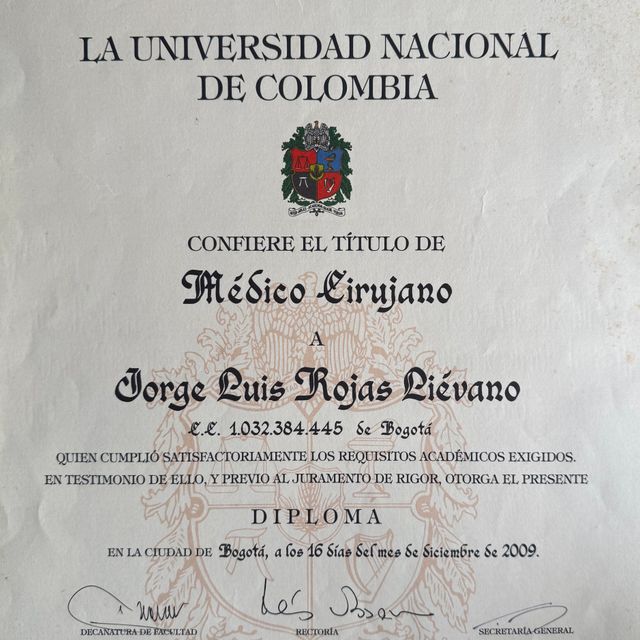 LA UNIVERSIDAD NACIONAL
DE COLOMBIA
CONFIERE EL TÍTULO DE
Médico Cirujano
A
Jorge Luis Rojas Liévano
C.C. 1.032.384.445 de Bogotá
QUIEN CUMPLIÓ SATISFACTORIAMENTE LOS REQUISITOS ACADÉMICOS EXIGIDOS.
EN TESTIMONIO DE ELLO, Y PREVIO AL JURAMENTO DE RIGOR, OTORGA EL PRESENTE
DIPLOMA
EN LA CIUDAD DE Bogotá, a los 16 días del mes de diciembre de 2009.
DECANATURA DE FACULTAD RECTORÍA SECRETARÍA GENERAL